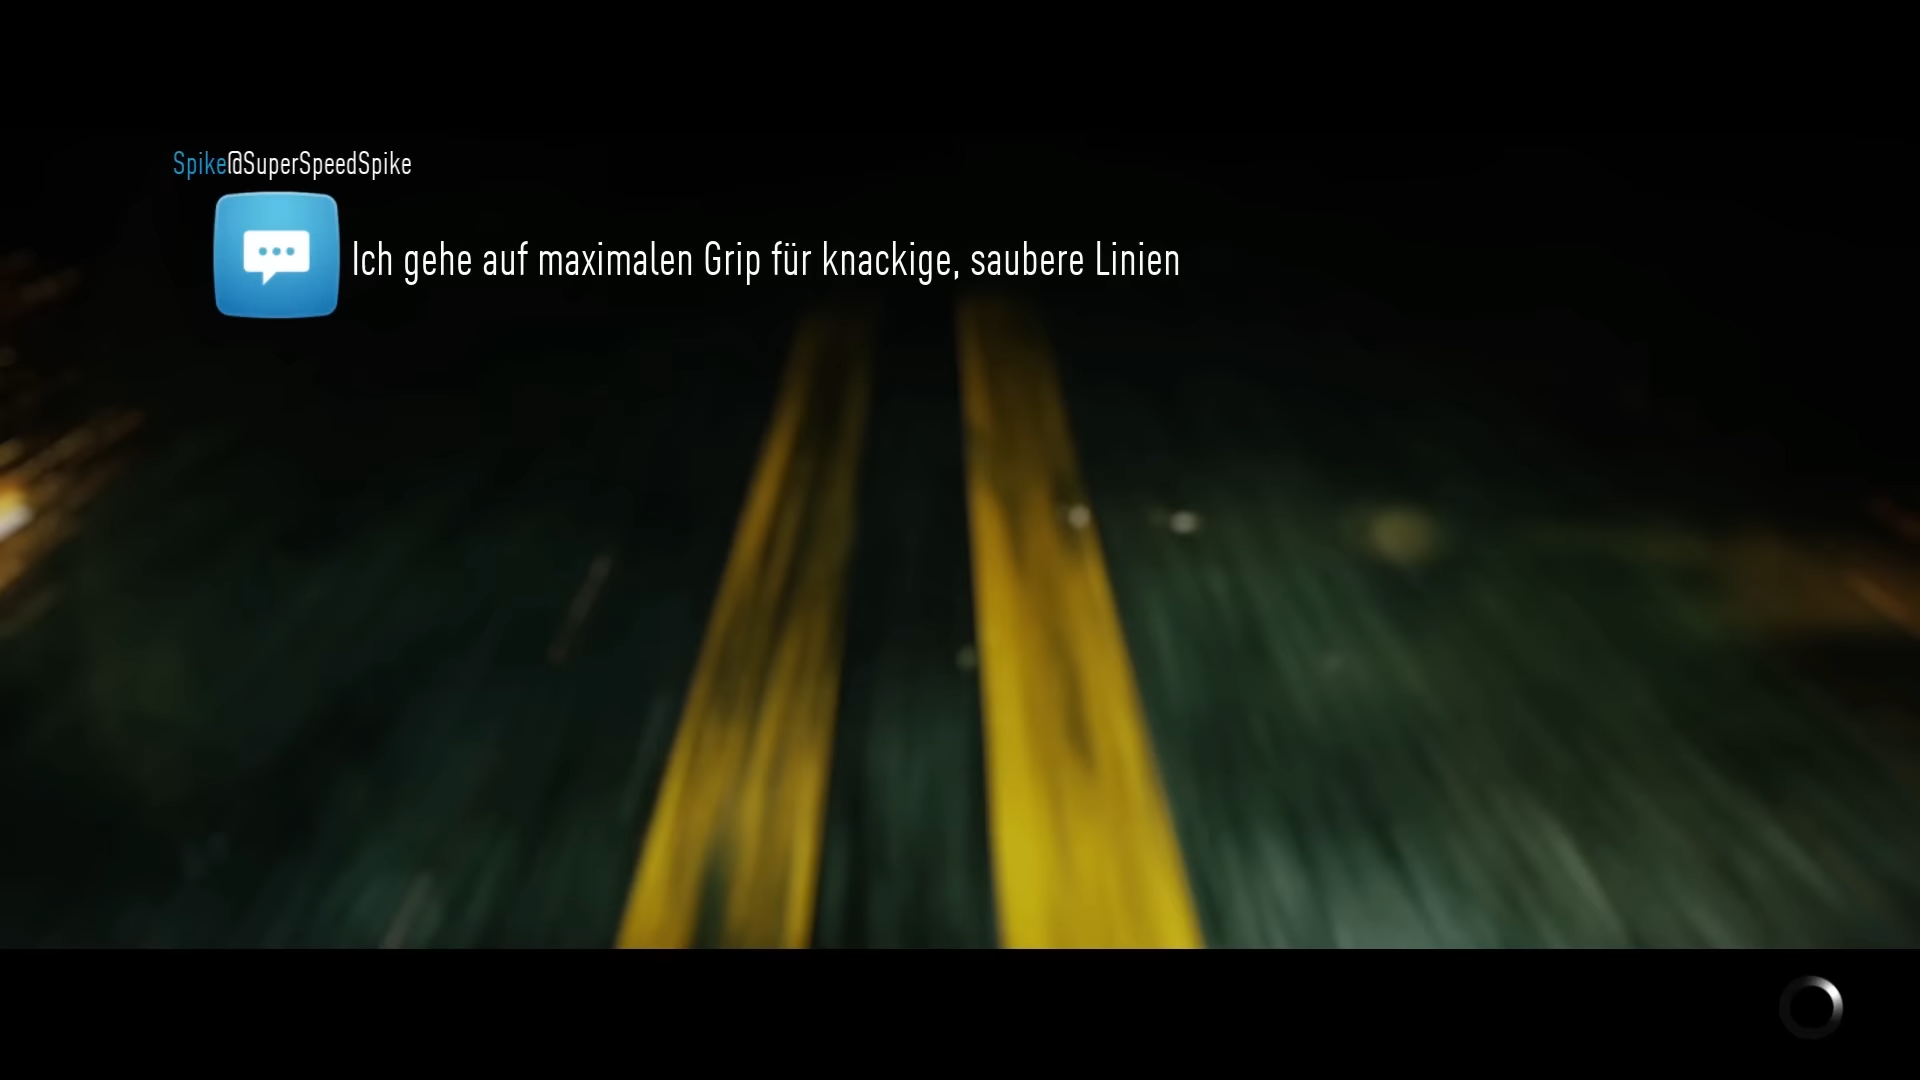 Spike@SuperSpeedSpike
Ich gehe auf maximalen Grip für knackige, saubere Linien